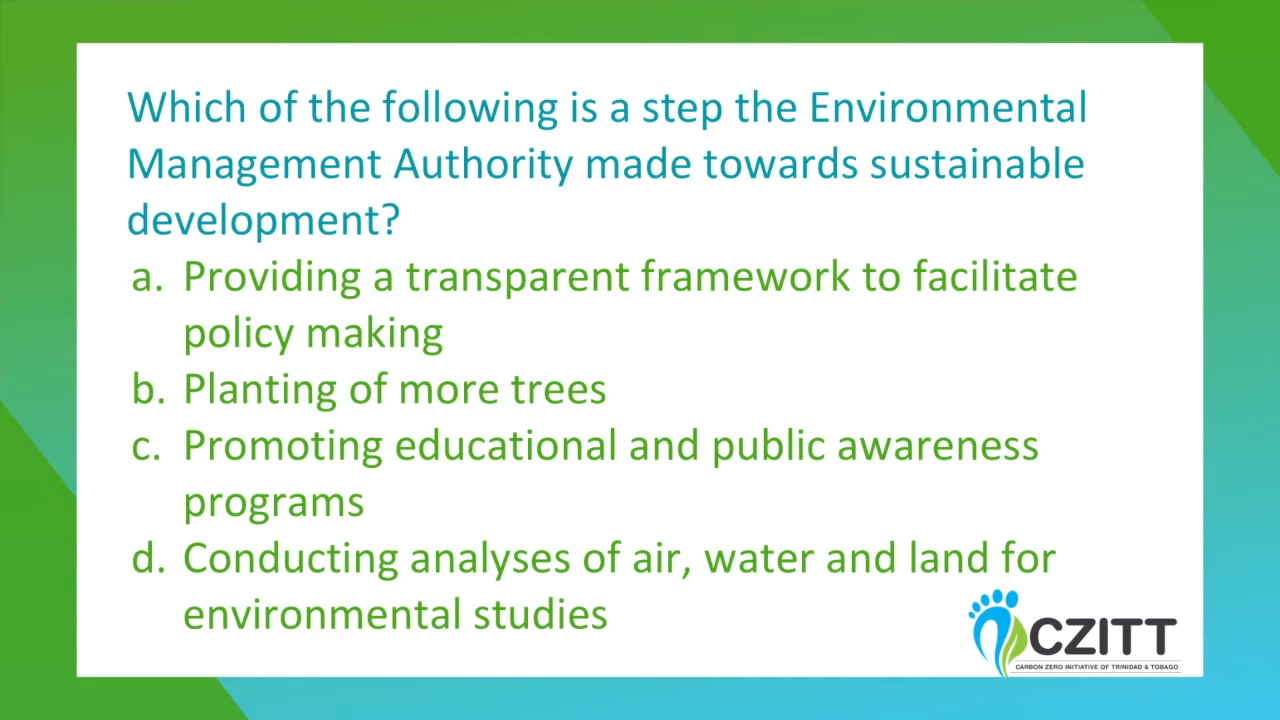 Which of the following is a step the Environmental
Management Authority made towards sustainable
development?
a. Providing a transparent framework to facilitate
policy making
b. Planting of more trees
c. Promoting educational and public awareness
programs
d. Conducting analyses of air, water and land for
environmental studies
CZITT
CARBON ZERO INITIATIVE OF TRINIDAD & TOBAGO